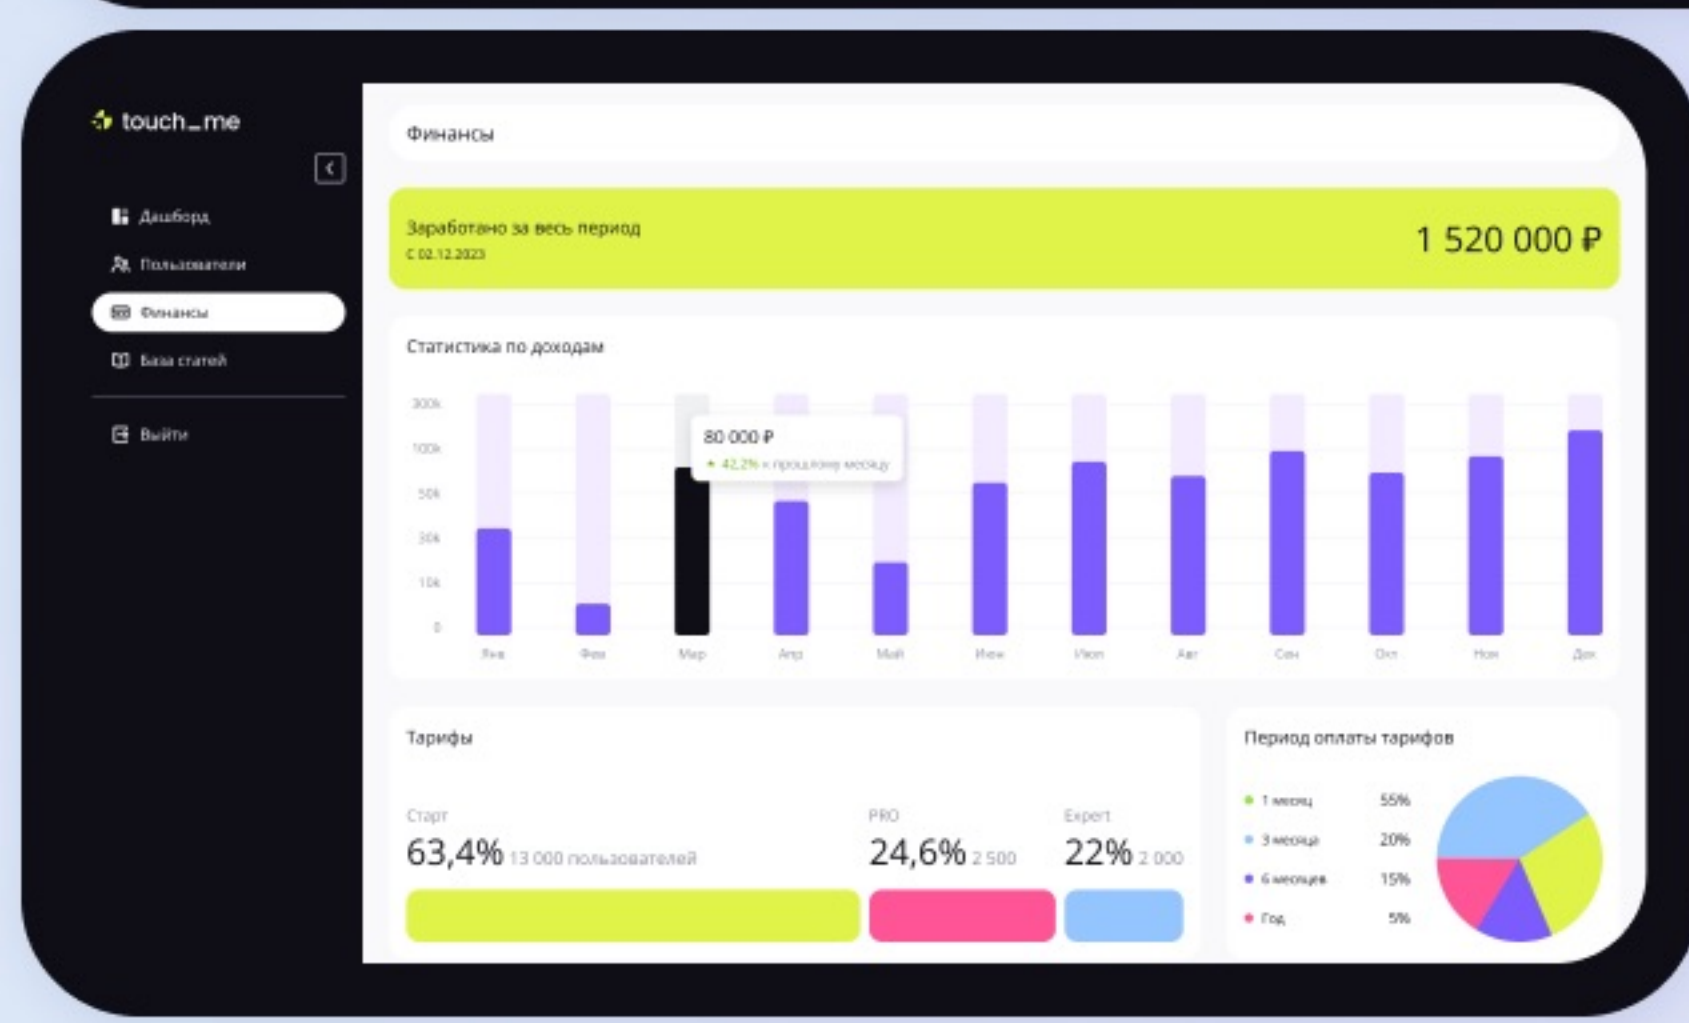 touch_me
Дашборд
Пользователи
Финансы
База статей
Выйти
Финансы
Заработано за весь период
С 02.12.2023
1 520 000 ₽
Статистика по доходам
300k
100k
50k
30k
10k
0
80 000 ₽
42,2% к прошлому месяцу
Янв Фев Мар Апр Май Июн Июл Авг Сен Окт Ноя Дек
Тарифы
Старт
63,4% 13 000 пользователей
PRO
24,6% 2 500
Expert
22% 2 000
Период оплаты тарифов
1 месяц 55%
3 месяца 20%
6 месяцев 15%
Год 5%